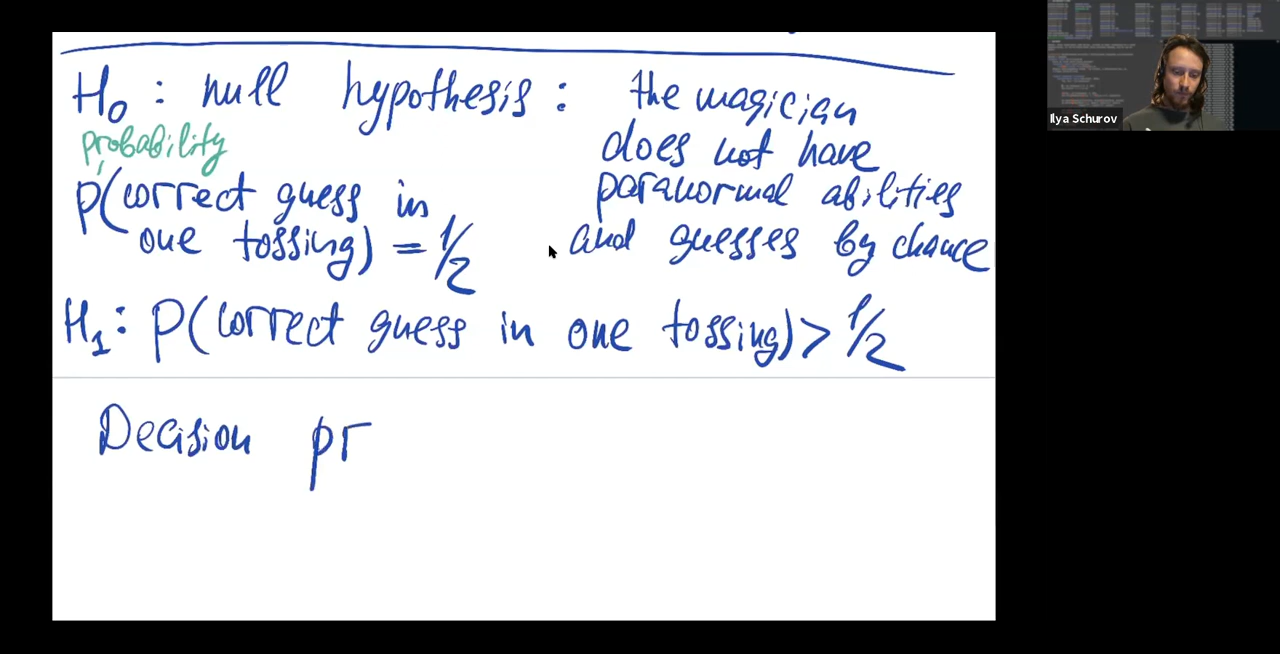 H₀ : null hypothesis : the magician
does not have
paranormal abilities
and guesses by chance
probability
p(correct guess in
one tossing) = 1/2
H₁ : P(correct guess in one tossing) > 1/2
Decision pr
Ilya Schurov